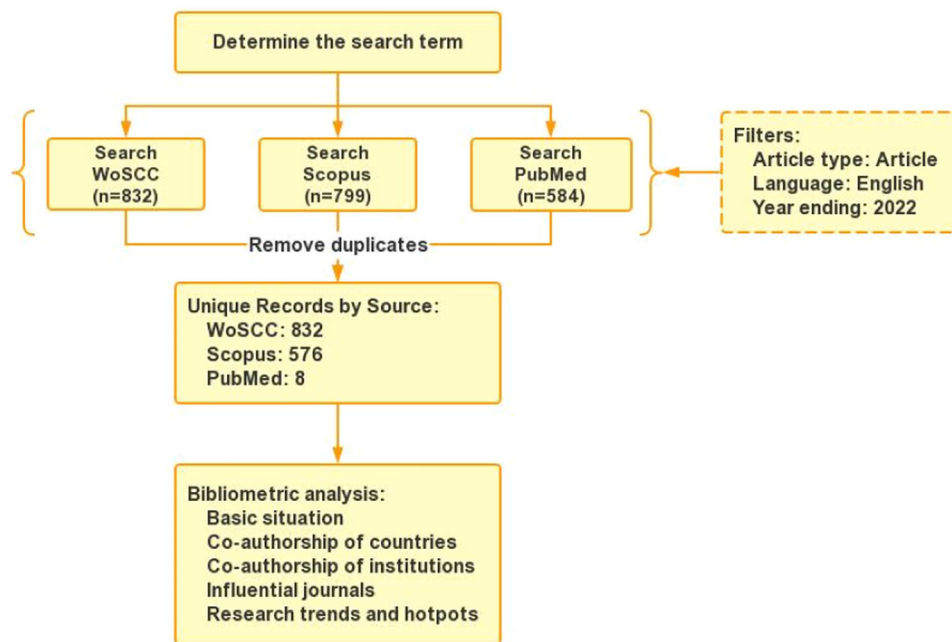 Determine the search term
Search
WoSCC
(n=832)
Search
Scopus
(n=799)
Search
PubMed
(n=584)
Filters:
Article type: Article
Language: English
Year ending: 2022
Remove duplicates
Unique Records by Source:
WoSCC: 832
Scopus: 576
PubMed: 8
Bibliometric analysis:
Basic situation
Co-authorship of countries
Co-authorship of institutions
Influential journals
Research trends and hotpots